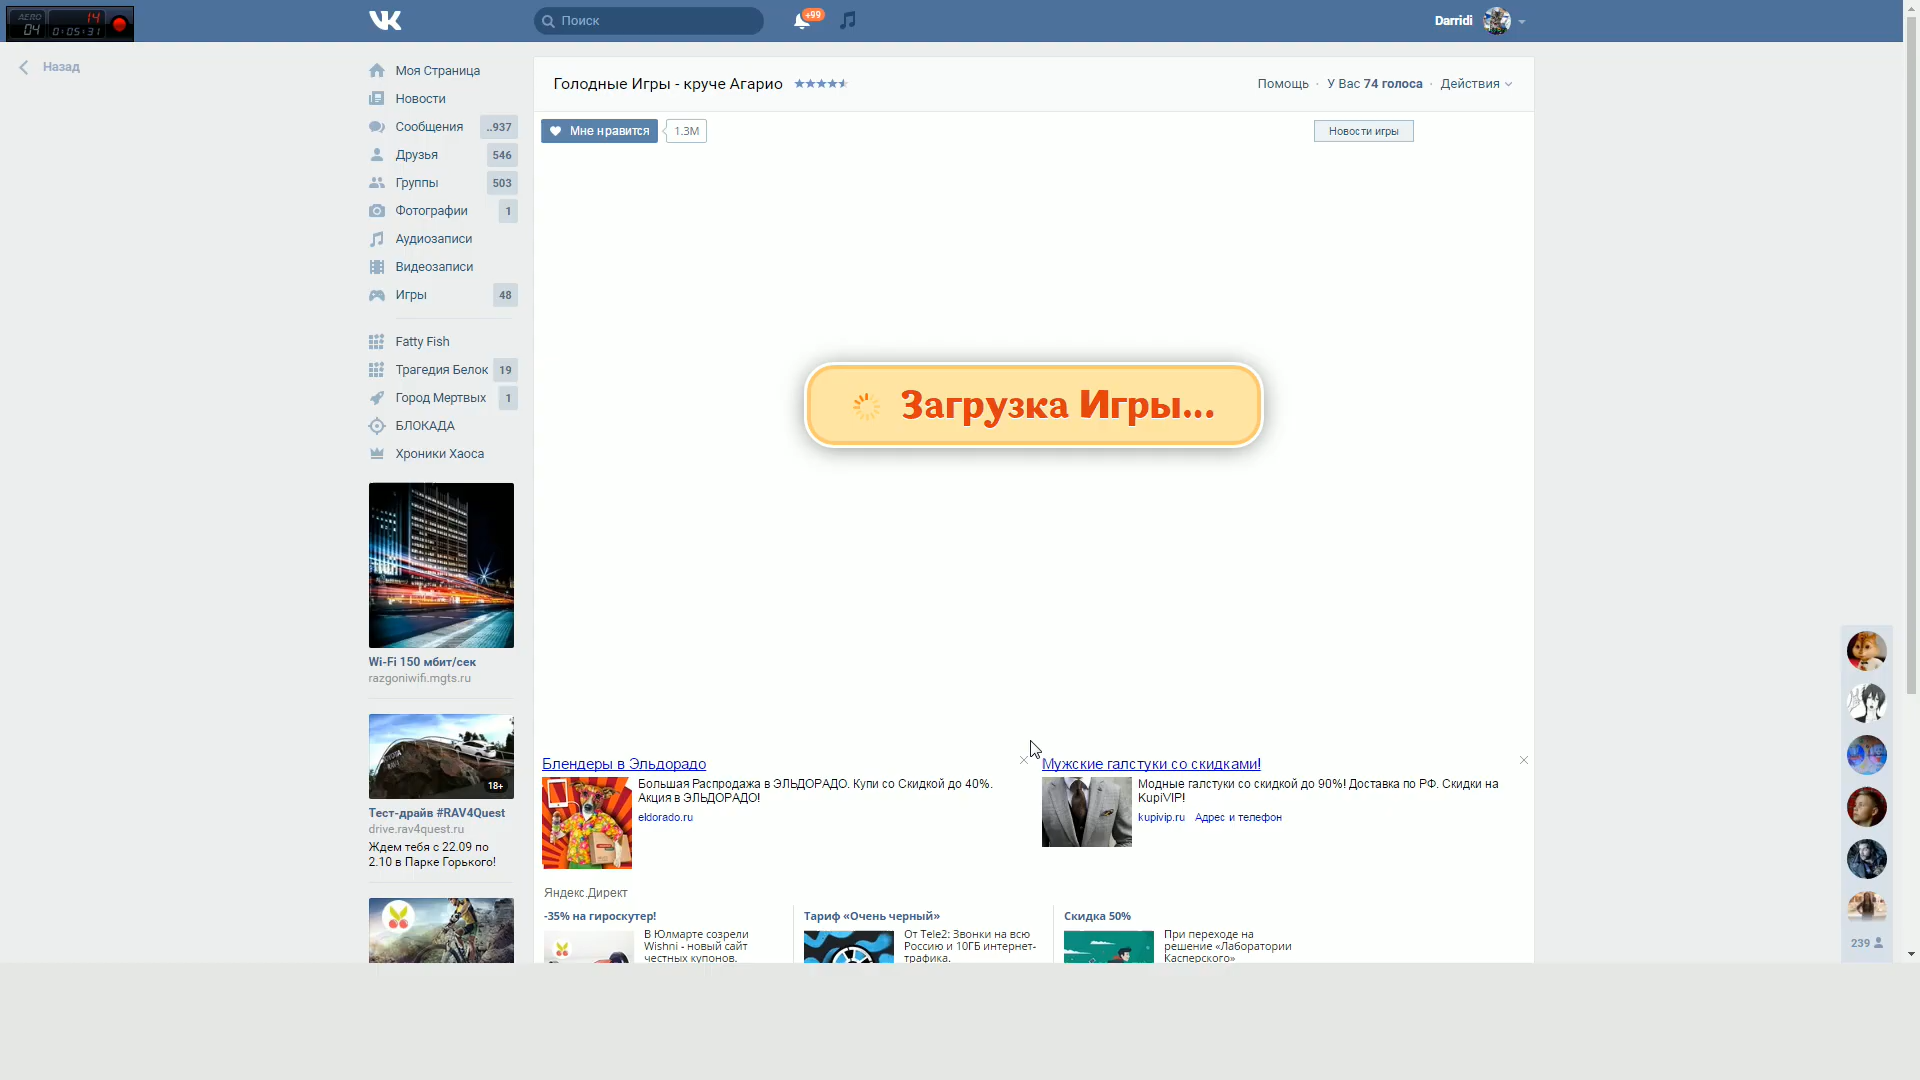 AERO 14
04 0:05:31
Поиск
+99
Darridi
Назад
Моя Страница
Новости
Сообщения ..937
Друзья 546
Группы 503
Фотографии 1
Аудиозаписи
Видеозаписи
Игры 48
Fatty Fish
Трагедия Белок 19
Город Мертвых 1
БЛОКАДА
Хроники Хаоса
Wi-Fi 150 мбит/сек
razgoniwifi.mgts.ru
18+
Тест-драйв #RAV4Quest
drive.rav4quest.ru
Ждем тебя с 22.09 по
2.10 в Парке Горького!
Голодные Игры - круче Агарио
Помощь · У Вас 74 голоса · Действия
Мне нравится 1.3M
Новости игры
Загрузка Игры...
Блендеры в Эльдорадо
Большая Распродажа в ЭЛЬДОРАДО. Купи со Скидкой до 40%.
Акция в ЭЛЬДОРАДО!
eldorado.ru
Мужские галстуки со скидками!
Модные галстуки со скидкой до 90%! Доставка по РФ. Скидки на
KupiVIP!
kupivip.ru Адрес и телефон
Яндекс.Директ
-35% на гироскутер!
В Юлмарте созрели
Wishni - новый сайт
честных купонов.
Тариф «Очень черный»
От Tele2: Звонки на всю
Россию и 10ГБ интернет-
трафика.
Скидка 50%
При переходе на
решение «Лаборатории
Касперского»
239